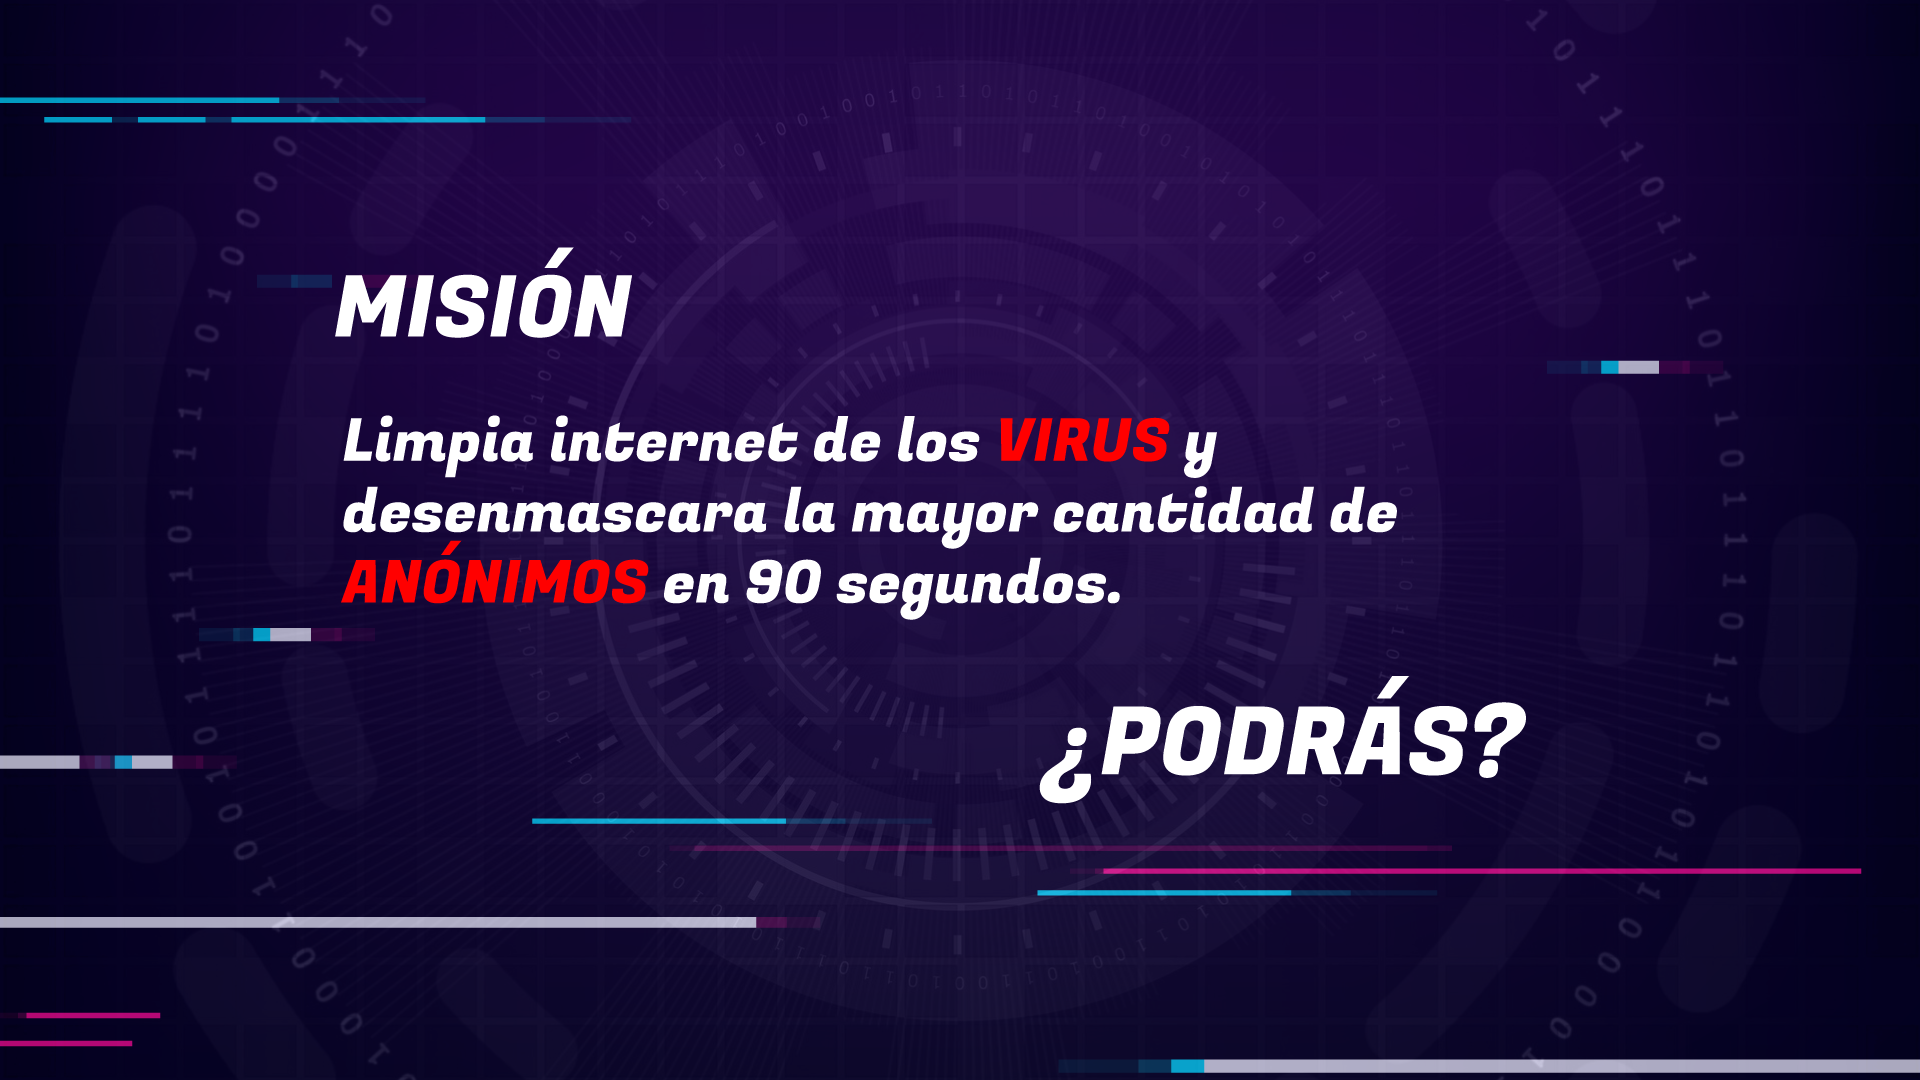 MISIÓN
Limpia internet de los VIRUS y
desenmascara la mayor cantidad de
ANÓNIMOS en 90 segundos.
¿PODRÁS?